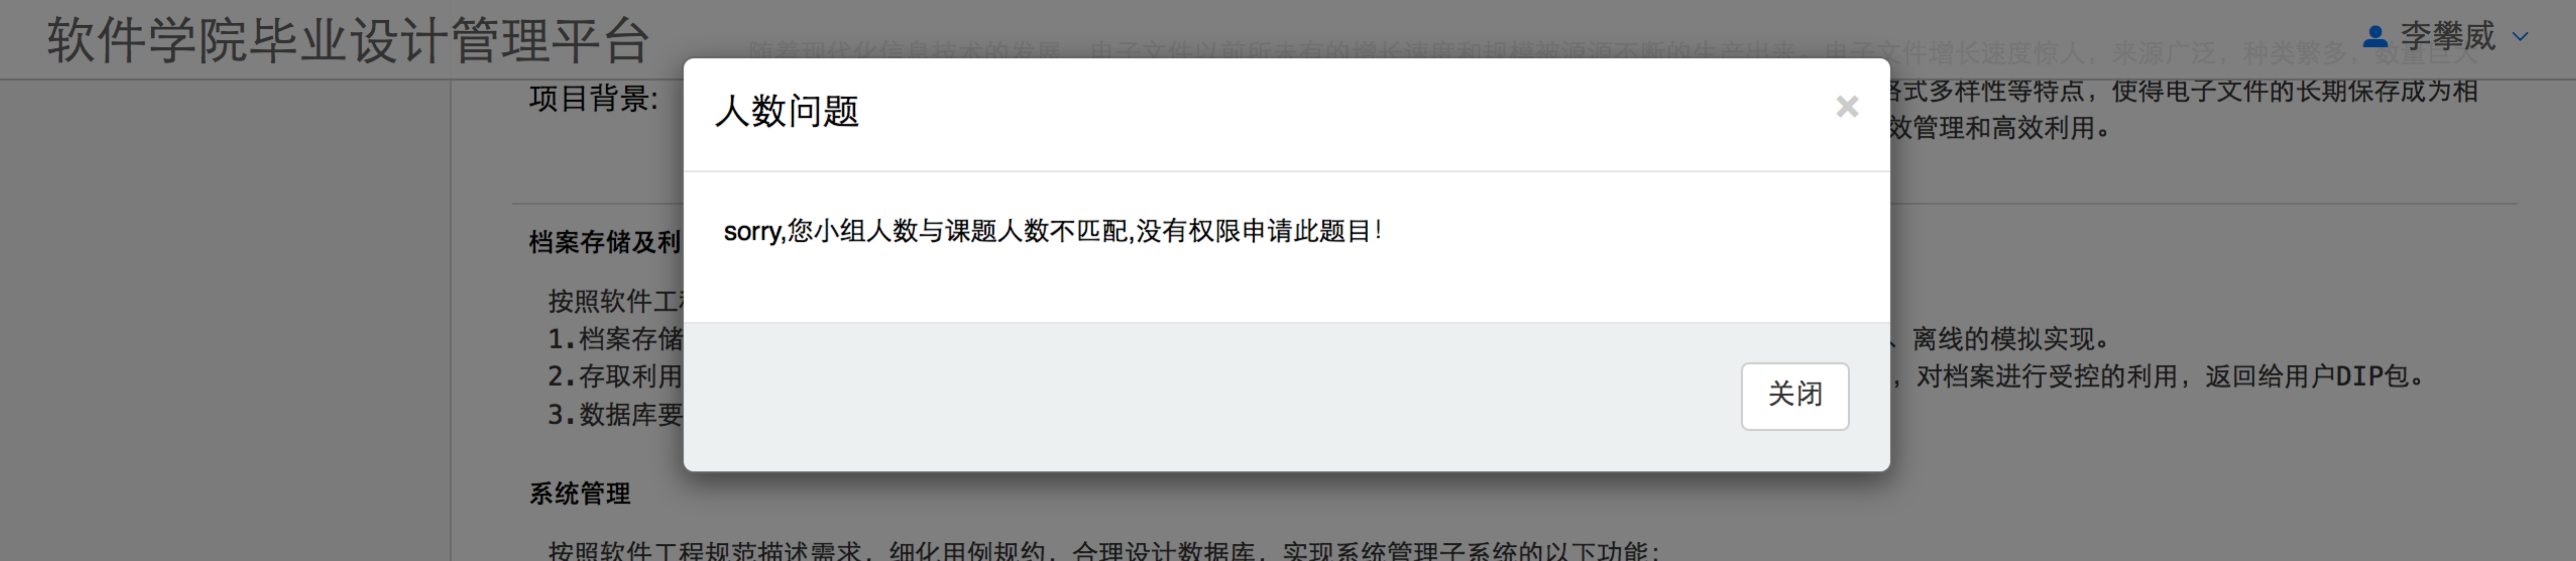 软件学院毕业设计管理平台
李攀威
随着现代化信息技术的发展，电子文件以前所未有的增长速度和规模被源源不断的生产出来。电子文件增长速度惊人，来源广泛，种类繁多，数量巨大
项目背景：
格式多样性等特点，使得电子文件的长期保存成为相
效管理和高效利用。
人数问题
×
sorry,您小组人数与课题人数不匹配,没有权限申请此题目!
关闭
档案存储及利
按照软件工程
1.档案存储
、离线的模拟实现。
2.存取利用
，对档案进行受控的利用，返回给用户DIP包。
3.数据库要
系统管理
按照软件工程规范描述需求，细化用例规约，合理设计数据库，实现系统管理子系统的以下功能：